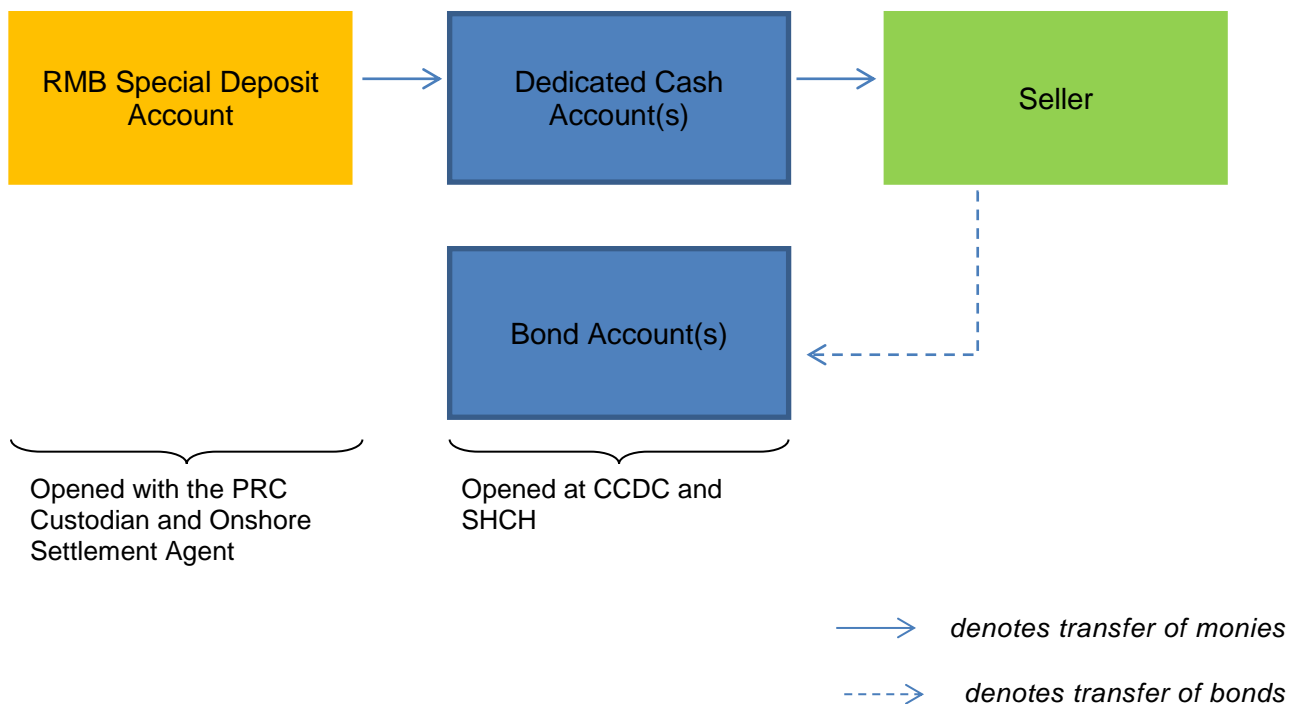 RMB Special Deposit
Account
Dedicated Cash
Account(s)
Seller
Bond Account(s)
Opened with the PRC
Custodian and Onshore
Settlement Agent
Opened at CCDC and
SHCH
denotes transfer of monies
denotes transfer of bonds